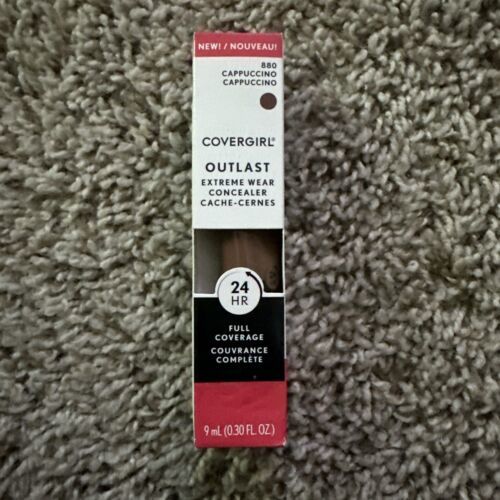 NEW! / NOUVEAU!
880
CAPPUCCINO
CAPPUCCINO
COVERGIRL®
OUTLAST
EXTREME WEAR
CONCEALER
CACHE-CERNES
24
HR
FULL
COVERAGE
COUVRANCE
COMPLÈTE
9 mL (0.30 FL. OZ.)